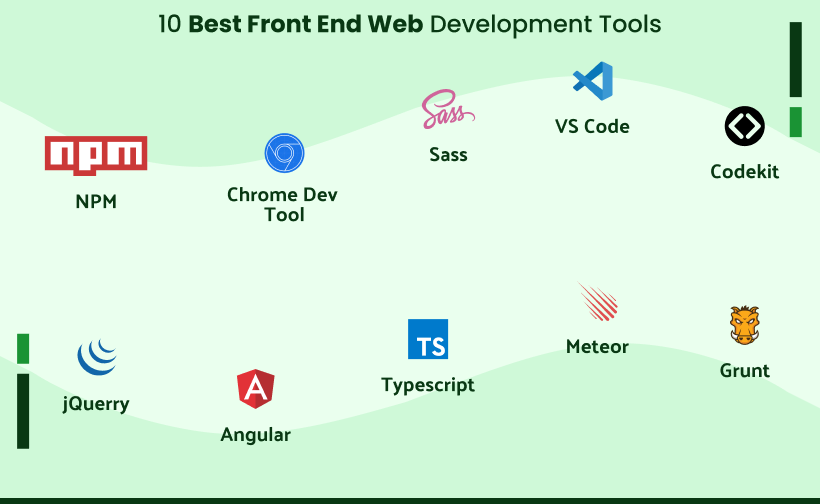 10 Best Front End Web Development Tools
npm
NPM
Chrome Dev
Tool
Sass
Sass
VS Code
Codekit
jQuerry
A
Angular
TS
Typescript
Meteor
Grunt